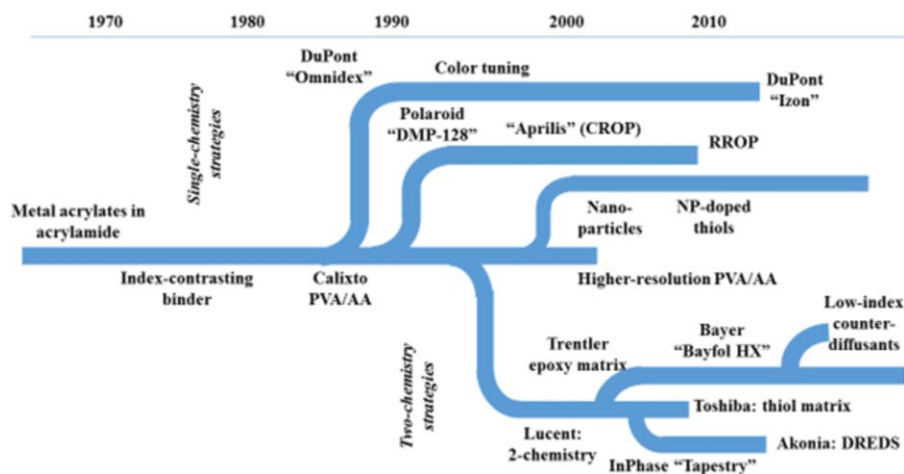 1970 1980 1990 2000 2010
DuPont
“Omnidex”
Color tuning
DuPont
“Izon”
Single-chemistry
strategies
Polaroid
“DMP-128”
“Aprilis” (CROP)
RROP
Metal acrylates in
acrylamide
Nano-
particles
NP-doped
thiols
Index-contrasting
binder
Calixto
PVA/AA
Higher-resolution PVA/AA
Two-chemistry
strategies
Trentler
epoxy matrix
Bayer
“Bayfol HX”
Low-index
counter-
diffusants
Lucent:
2-chemistry
Toshiba: thiol matrix
InPhase “Tapestry”
Akonia: DREDS